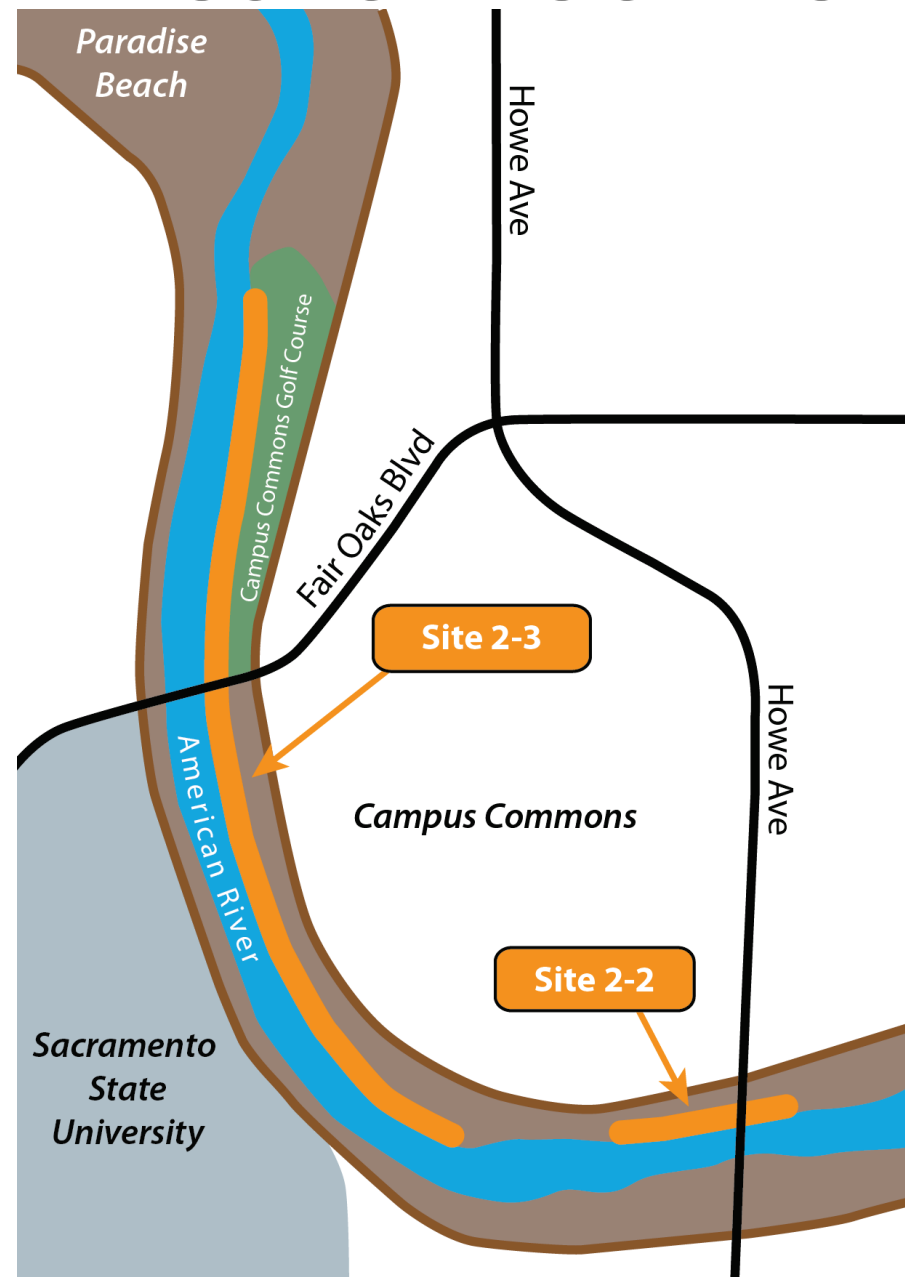 Paradise
Beach
Howe Ave
Campus Commons Golf Course
Fair Oaks Blvd
Site 2-3
Howe Ave
American River
Campus Commons
Site 2-2
Sacramento
State
University